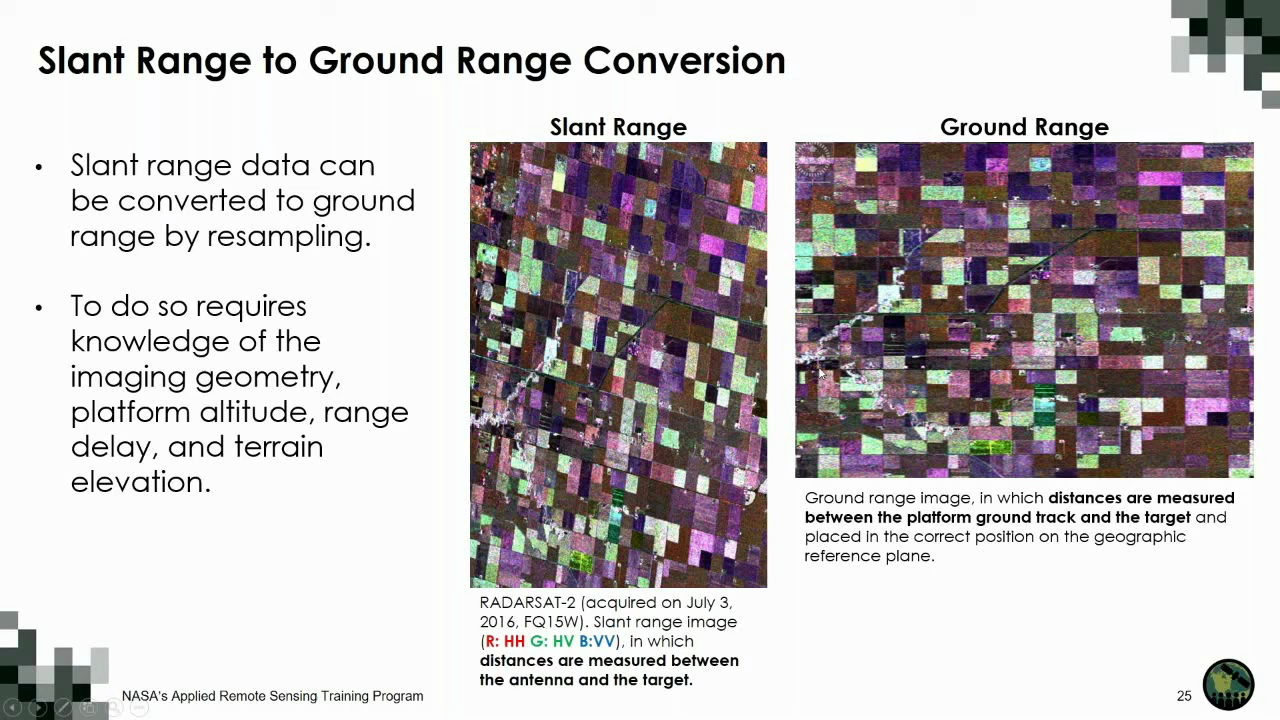 Slant Range to Ground Range Conversion
• Slant range data can
be converted to ground
range by resampling.
• To do so requires
knowledge of the
imaging geometry,
platform altitude, range
delay, and terrain
elevation.
Slant Range
RADARSAT-2 (acquired on July 3,
2016, FQ15W). Slant range image
(R: HH G: HV B:VV), in which
distances are measured between
the antenna and the target.
Ground Range
Ground range image, in which distances are measured
between the platform ground track and the target and
placed in the correct position on the geographic
reference plane.
NASA's Applied Remote Sensing Training Program
25